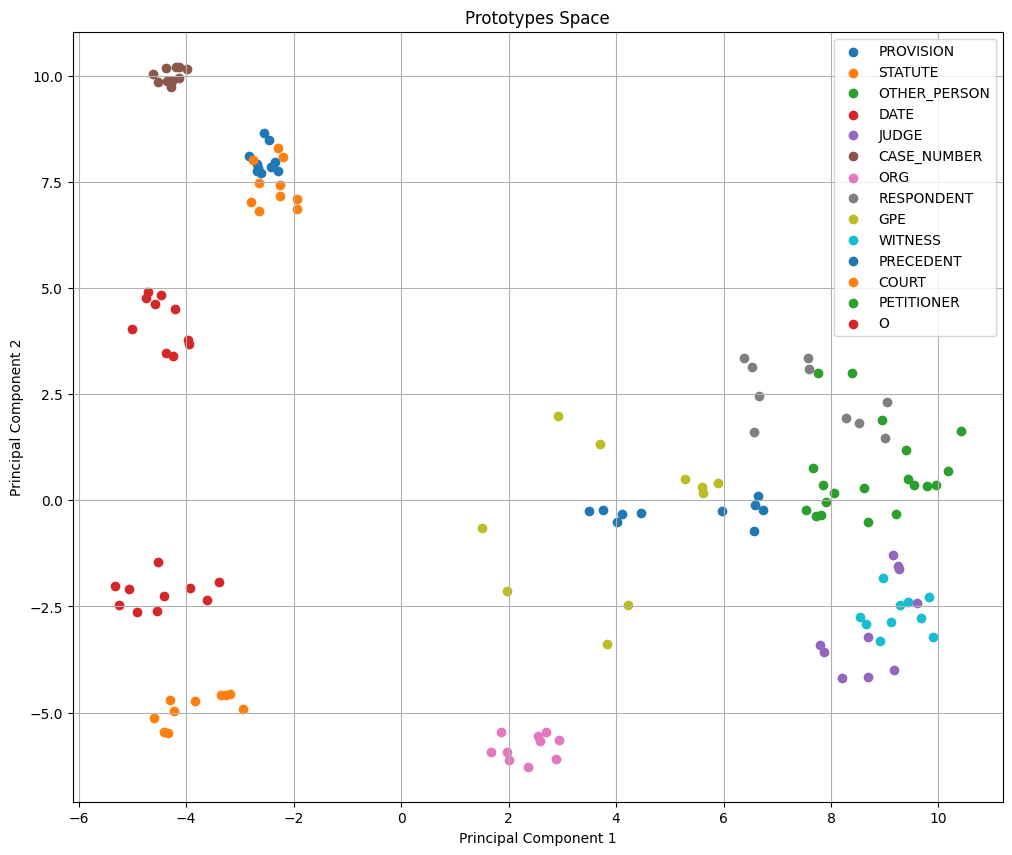 Prototypes Space
PROVISION
STATUTE
OTHER_PERSON
DATE
JUDGE
CASE_NUMBER
ORG
RESPONDENT
GPE
WITNESS
PRECEDENT
COURT
PETITIONER
O
10.0
7.5
5.0
2.5
0.0
−2.5
−5.0
Principal Component 2
−6 −4 −2 0 2 4 6 8 10
Principal Component 1